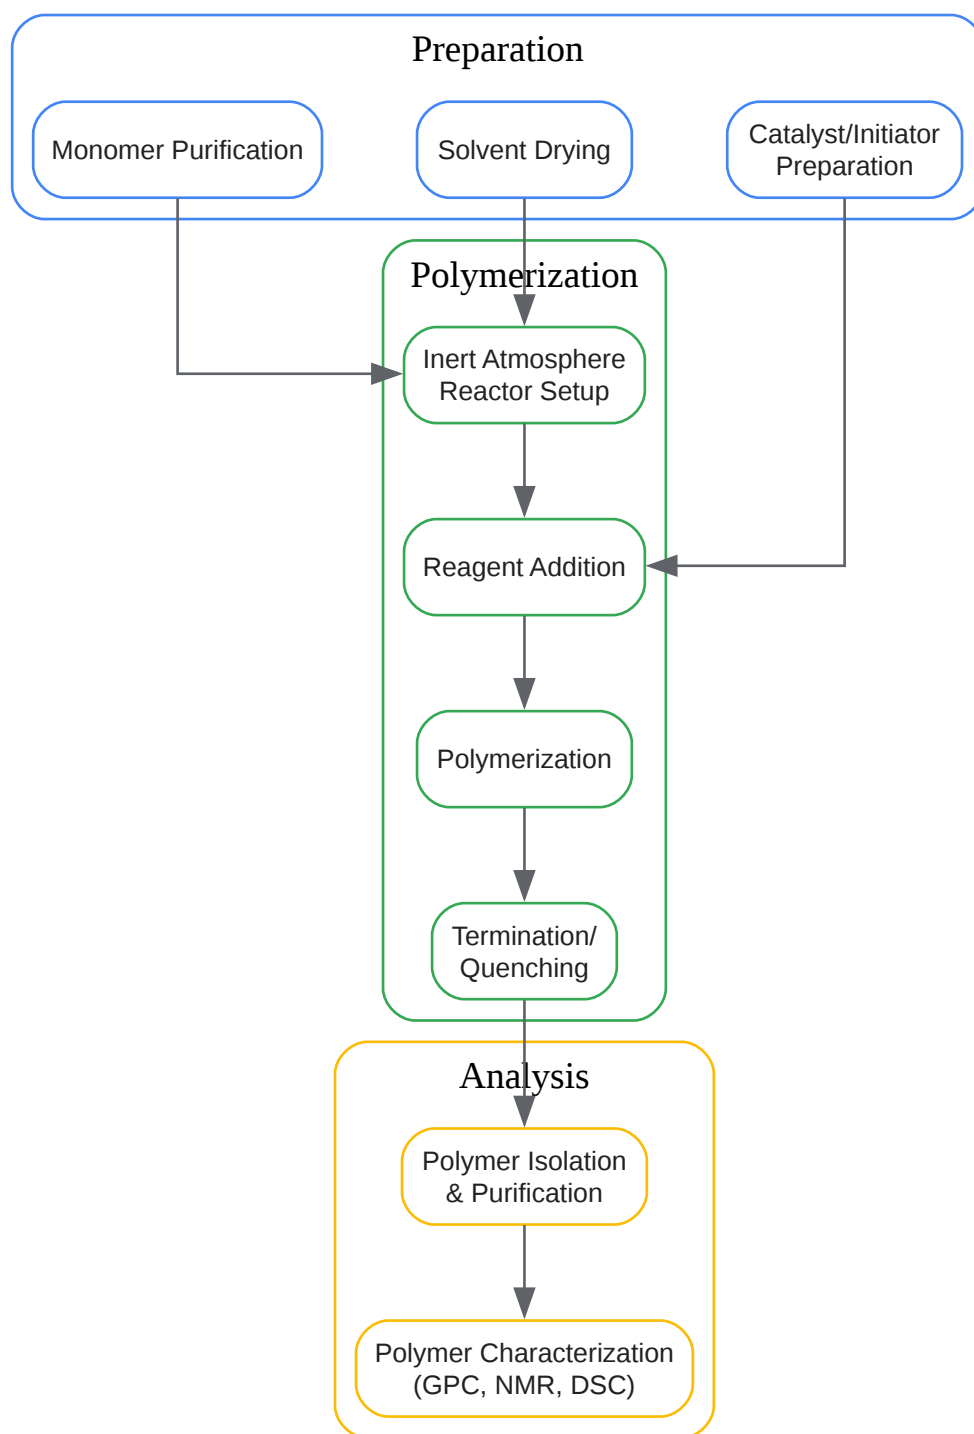 Preparation
Monomer Purification
Solvent Drying
Catalyst/Initiator
Preparation
Polymerization
Inert Atmosphere
Reactor Setup
Reagent Addition
Polymerization
Termination/
Quenching
Analysis
Polymer Isolation
& Purification
Polymer Characterization
(GPC, NMR, DSC)